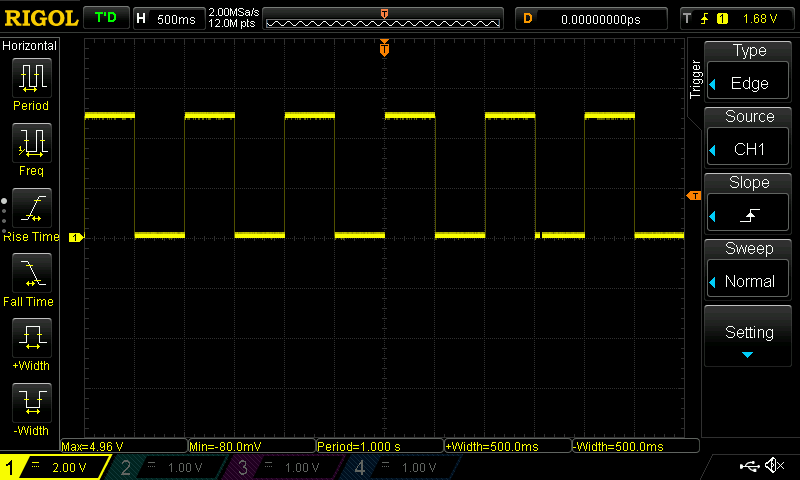 RIGOL T'D H 500ms 2.00MSa/s 12.0M pts T D 0.00000000ps T 1 1.68 V
Horizontal
Period
Freq
Rise Time
Fall Time
+Width
-Width
T
1
T
Trigger
Type
Edge
Source
CH1
Slope
Sweep
Normal
Setting
Max=4.96 V Min=-80.0mV Period=1.000 s +Width=500.0ms -Width=500.0ms
1 2.00 V 2 1.00 V 3 1.00 V 4 1.00 V